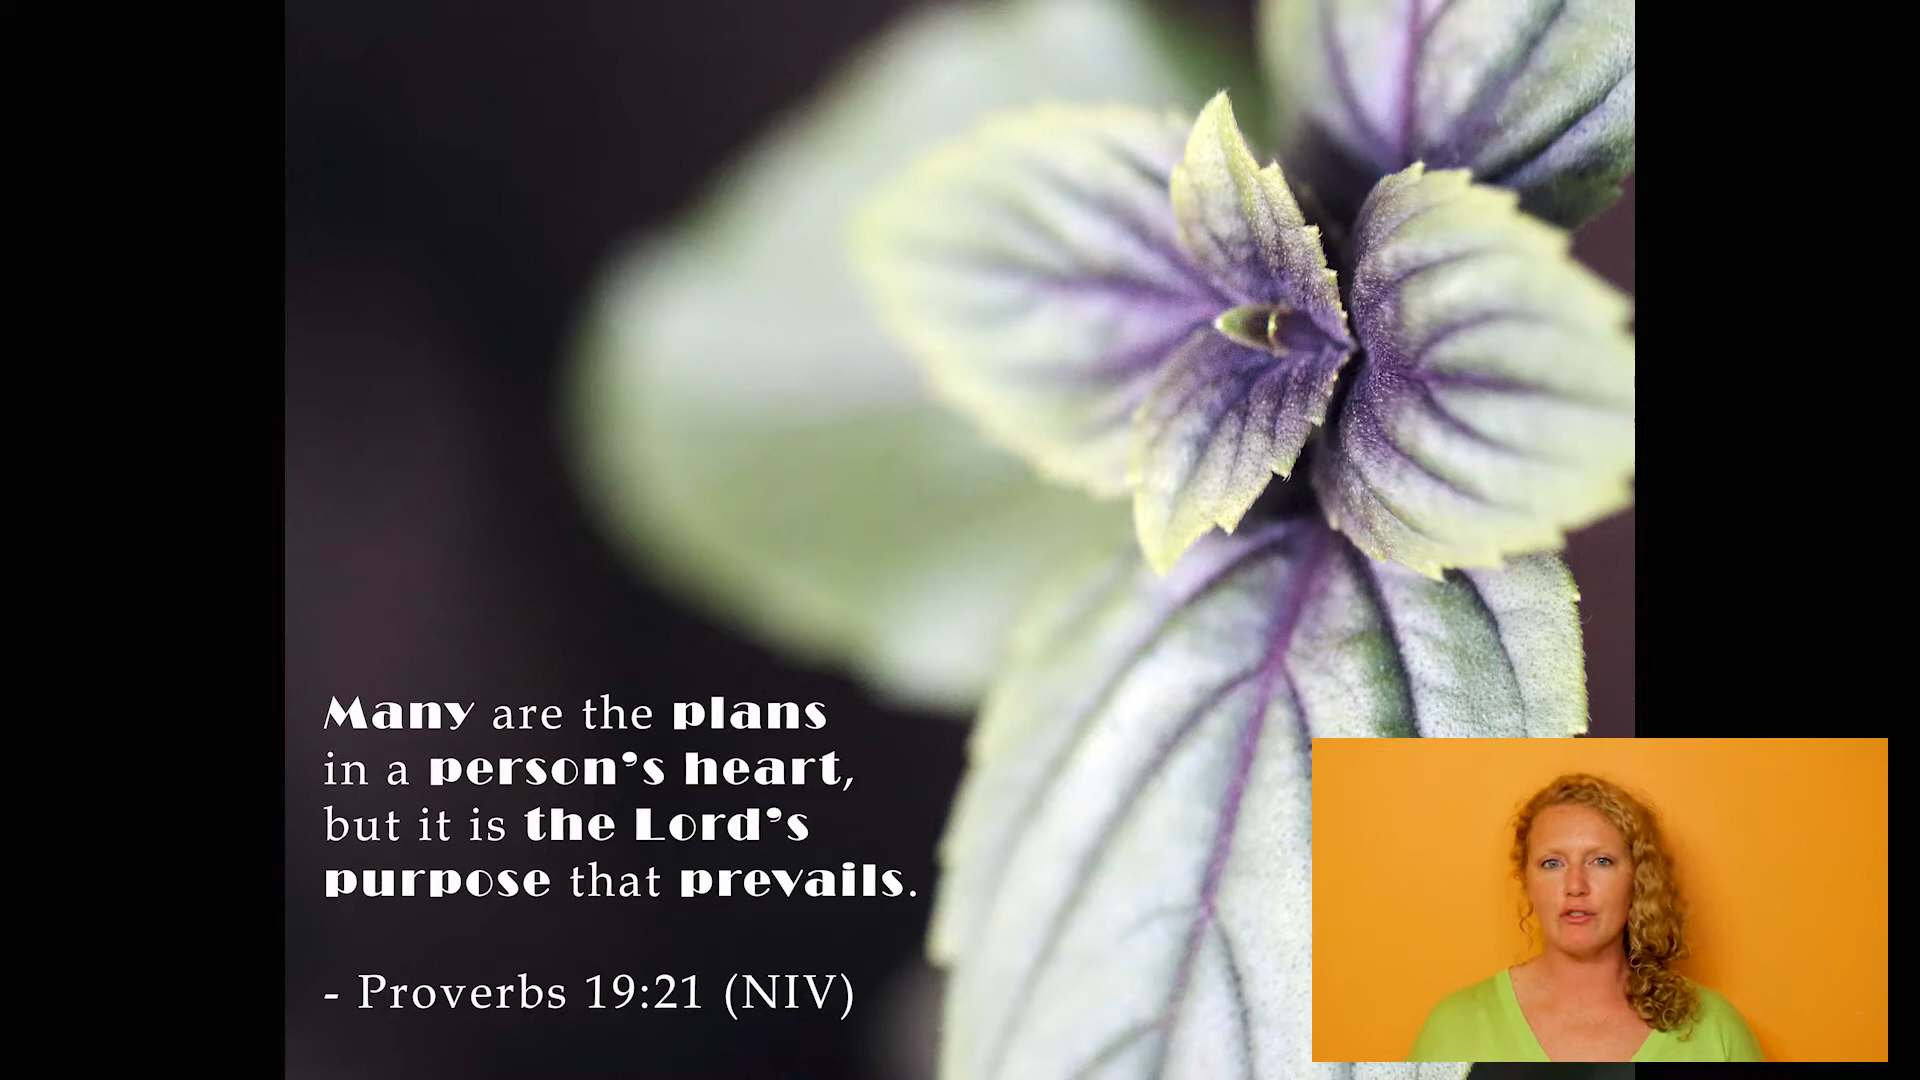 Many are the plans
in a person's heart,
but it is the Lord's
purpose that prevails.
- Proverbs 19:21 (NIV)